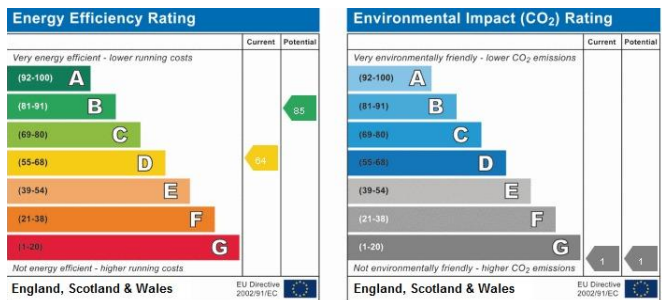 Energy Efficiency Rating
Current Potential
Very energy efficient - lower running costs
(92-100) A
(81-91) B
85
(69-80) C
(55-68) D
64
(39-54) E
(21-38) F
(1-20) G
Not energy efficient - higher running costs
England, Scotland & Wales
EU Directive
2002/91/EC
Environmental Impact (CO₂) Rating
Current Potential
Very environmentally friendly - lower CO₂ emissions
(92-100) A
(81-91) B
(69-80) C
(55-68) D
(39-54) E
(21-38) F
(1-20) G
1 1
Not environmentally friendly - higher CO₂ emissions
England, Scotland & Wales
EU Directive
2002/91/EC